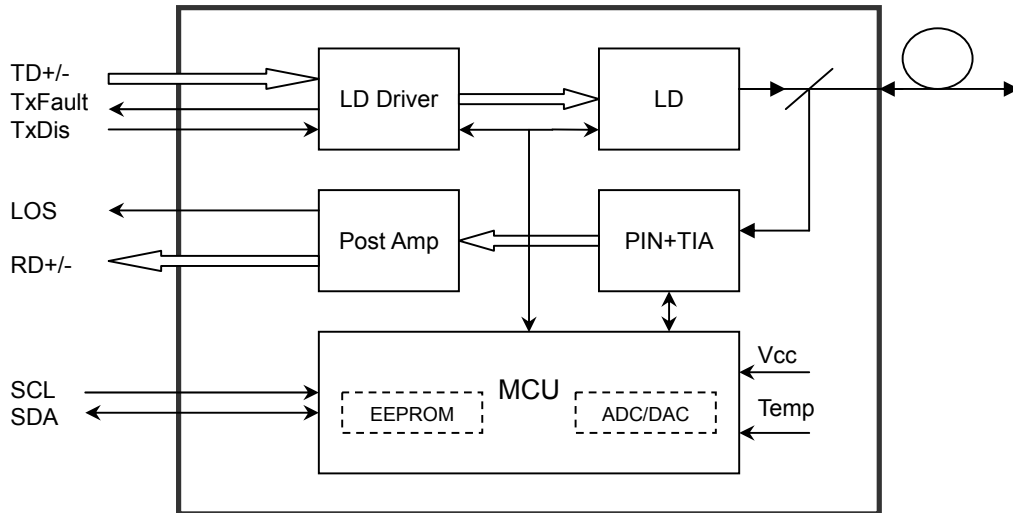 TD+/-
TxFault
TxDis
LD Driver
LD
LOS
RD+/-
Post Amp
PIN+TIA
SCL
SDA
MCU
EEPROM
ADC/DAC
Vcc
Temp